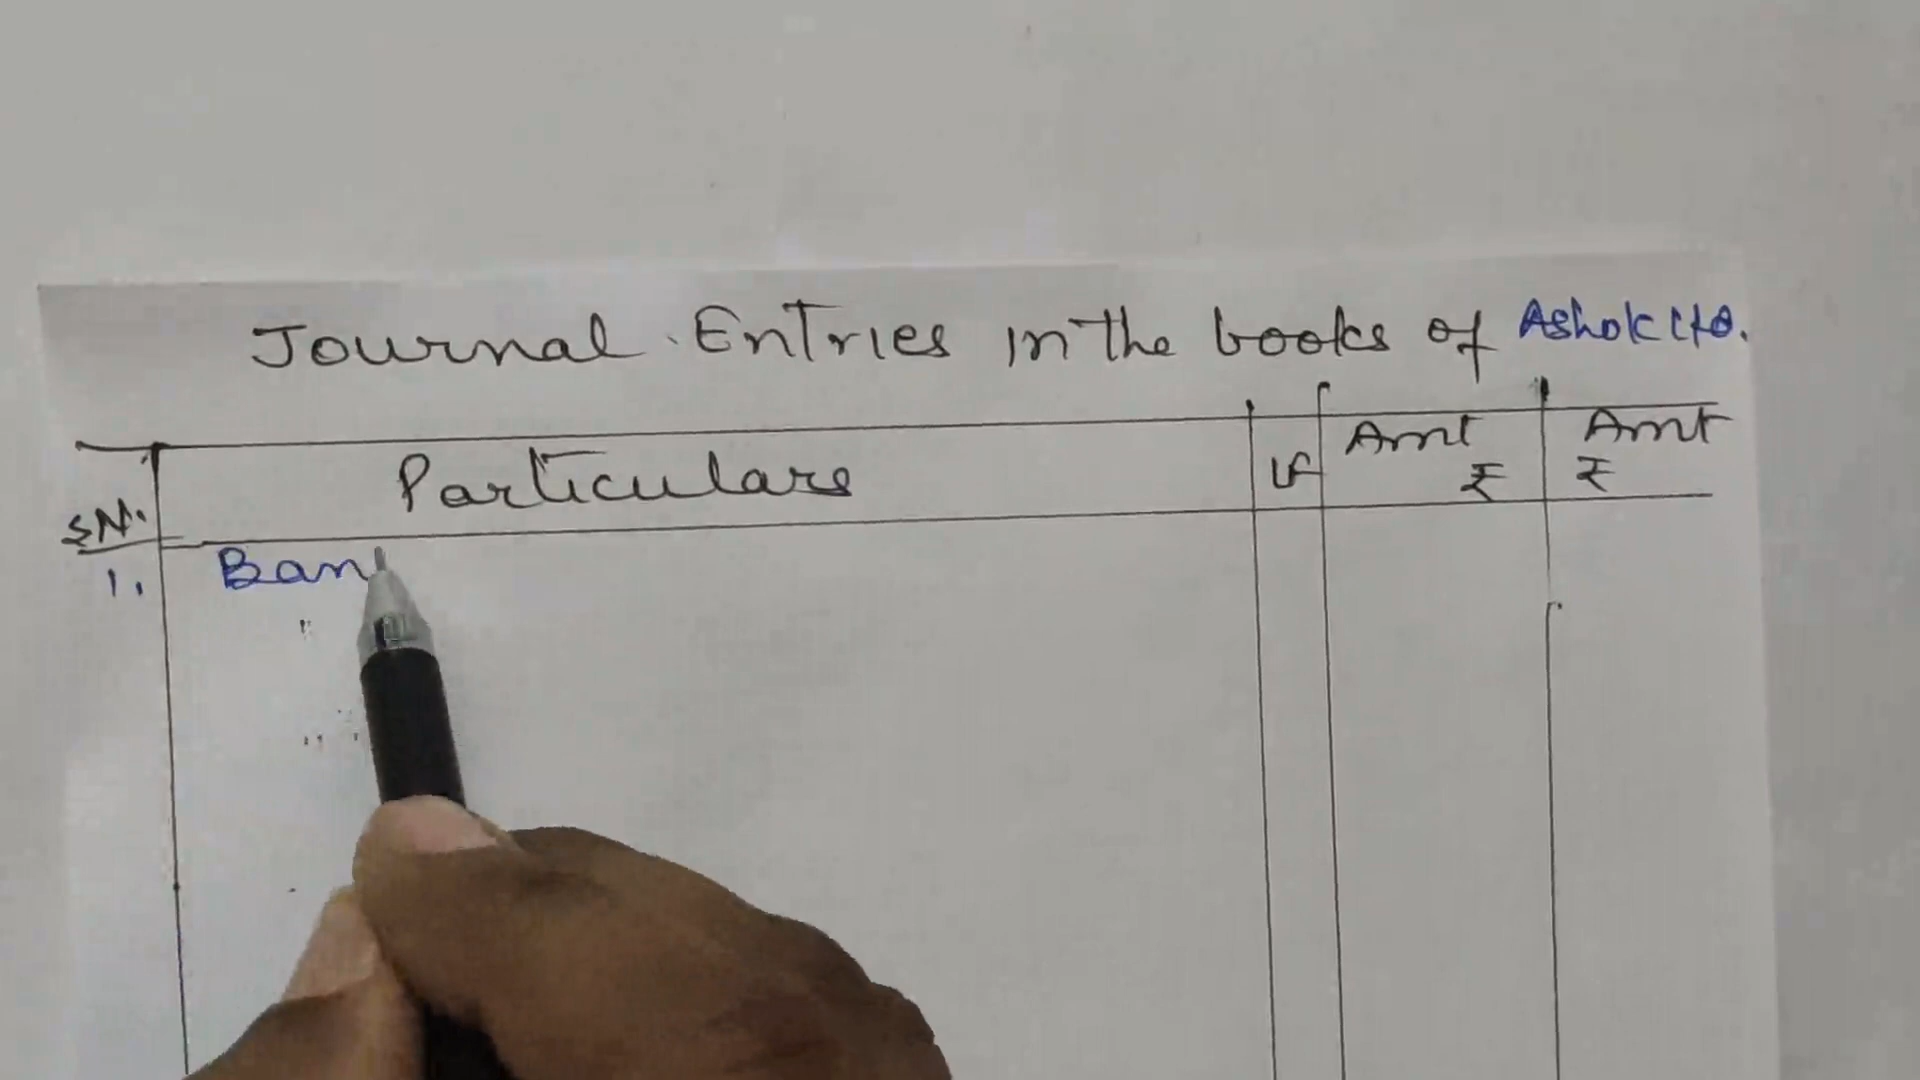 Journal Entries in the books of Ashok Ltd.
S.N. Particulars LF Amt ₹ Amt ₹
1. Ban